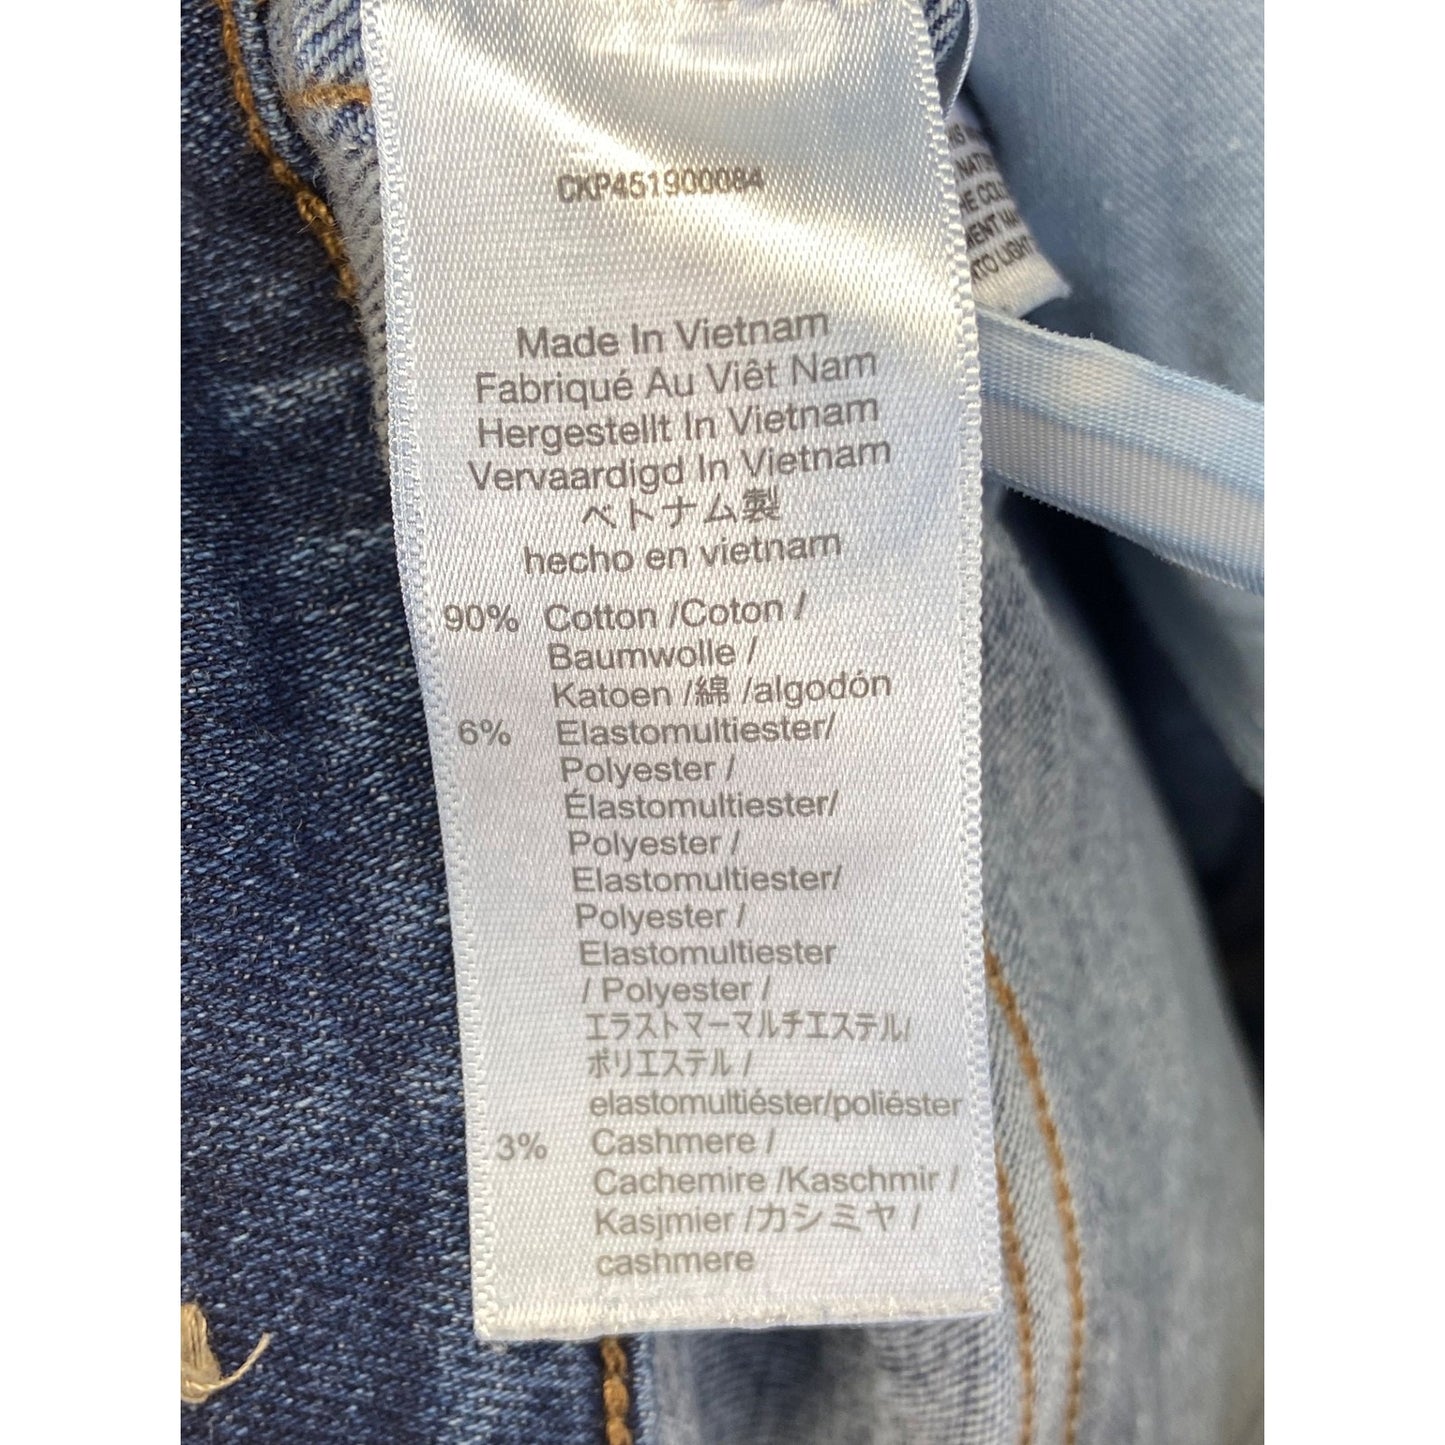 CKP451900084
Made In Vietnam
Fabriqué Au Viêt Nam
Hergestellt In Vietnam
Vervaardigd In Vietnam
ベトナム製
hecho en vietnam
90% Cotton /Coton /
Baumwolle /
Katoen /綿 /algodón
6% Elastomultiester/
Polyester /
Élastomultiester/
Polyester /
Elastomultiester/
Polyester /
Elastomultiester
/ Polyester /
エラストマーマルチエステル/
ポリエステル /
elastomultiéster/poliéster
3% Cashmere /
Cachemire /Kaschmir /
Kasjmier /カシミヤ /
cashmere
THE COLO
LIGHT